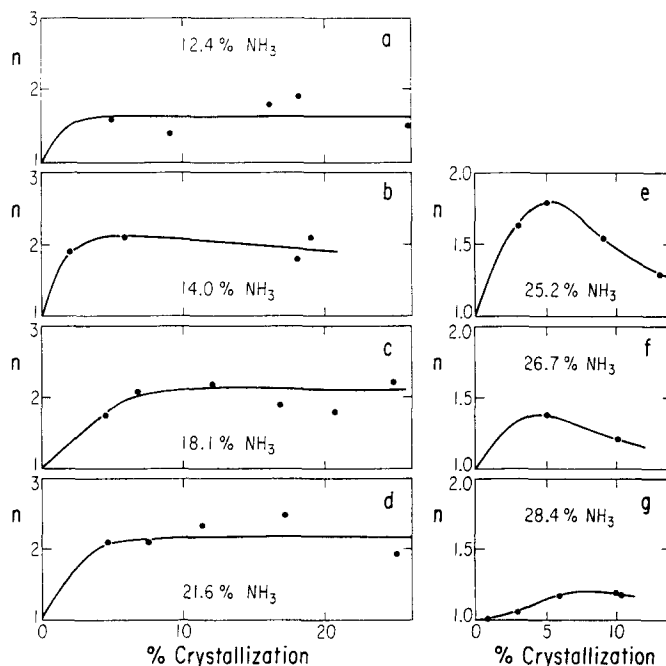 3
n
2
1
a
12.4 % NH3
3
n
2
1
b
14.0 % NH3
3
n
2
1
c
18.1 % NH3
3
n
2
1
d
21.6 % NH3
0
10
20
% Crystallization
2.0
n
1.5
1.0
e
25.2 % NH3
2.0
n
1.5
1.0
f
26.7 % NH3
2.0
n
1.5
1.0
g
28.4 % NH3
0
5
10
% Crystallization